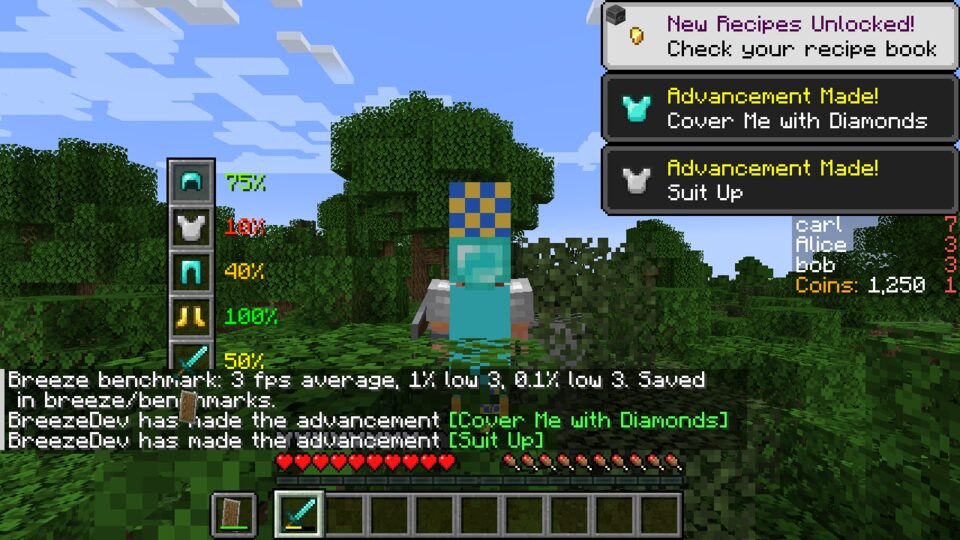 New Recipes Unlocked!
Check your recipe book
Advancement Made!
Cover Me with Diamonds
Advancement Made!
Suit Up
75%
10%
40%
100%
50%
carl 7
Alice 3
bob 3
Coins: 1,250 1
Breeze benchmark: 3 fps average, 1% low 3, 0.1% low 3. Saved
in breeze/benchmarks.
BreezeDev has made the advancement [Cover Me with Diamonds]
BreezeDev has made the advancement [Suit Up]